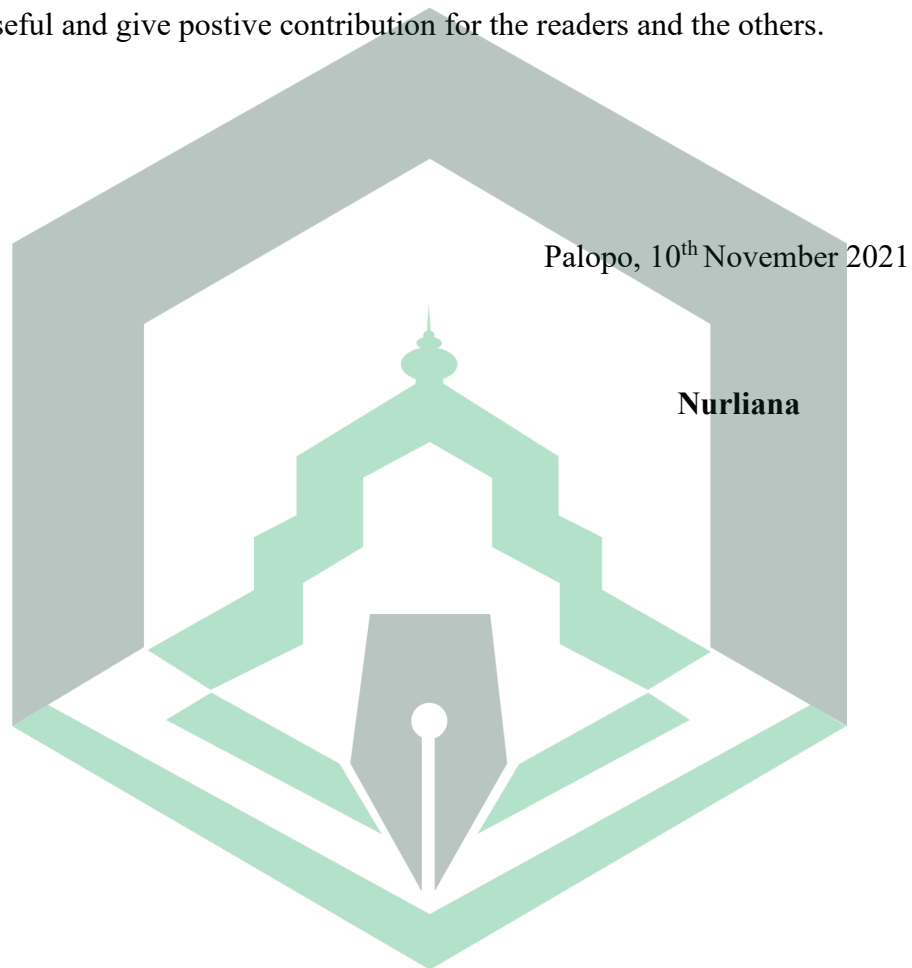 seful and give postive contribution for the readers and the others.
Palopo, 10th November 2021
Nurliana